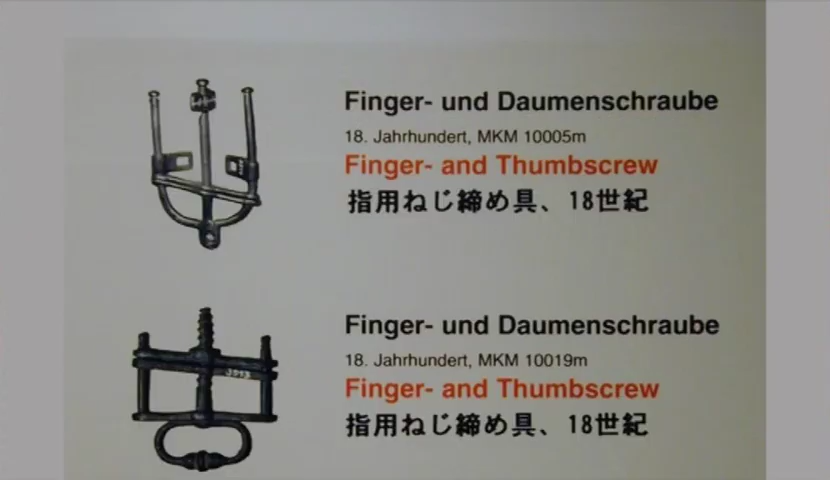 Finger- und Daumenschraube
18. Jahrhundert, MKM 10005m
Finger- and Thumbscrew
指用ねじ締め具、18世紀
Finger- und Daumenschraube
18. Jahrhundert, MKM 10019m
Finger- and Thumbscrew
指用ねじ締め具、18世紀